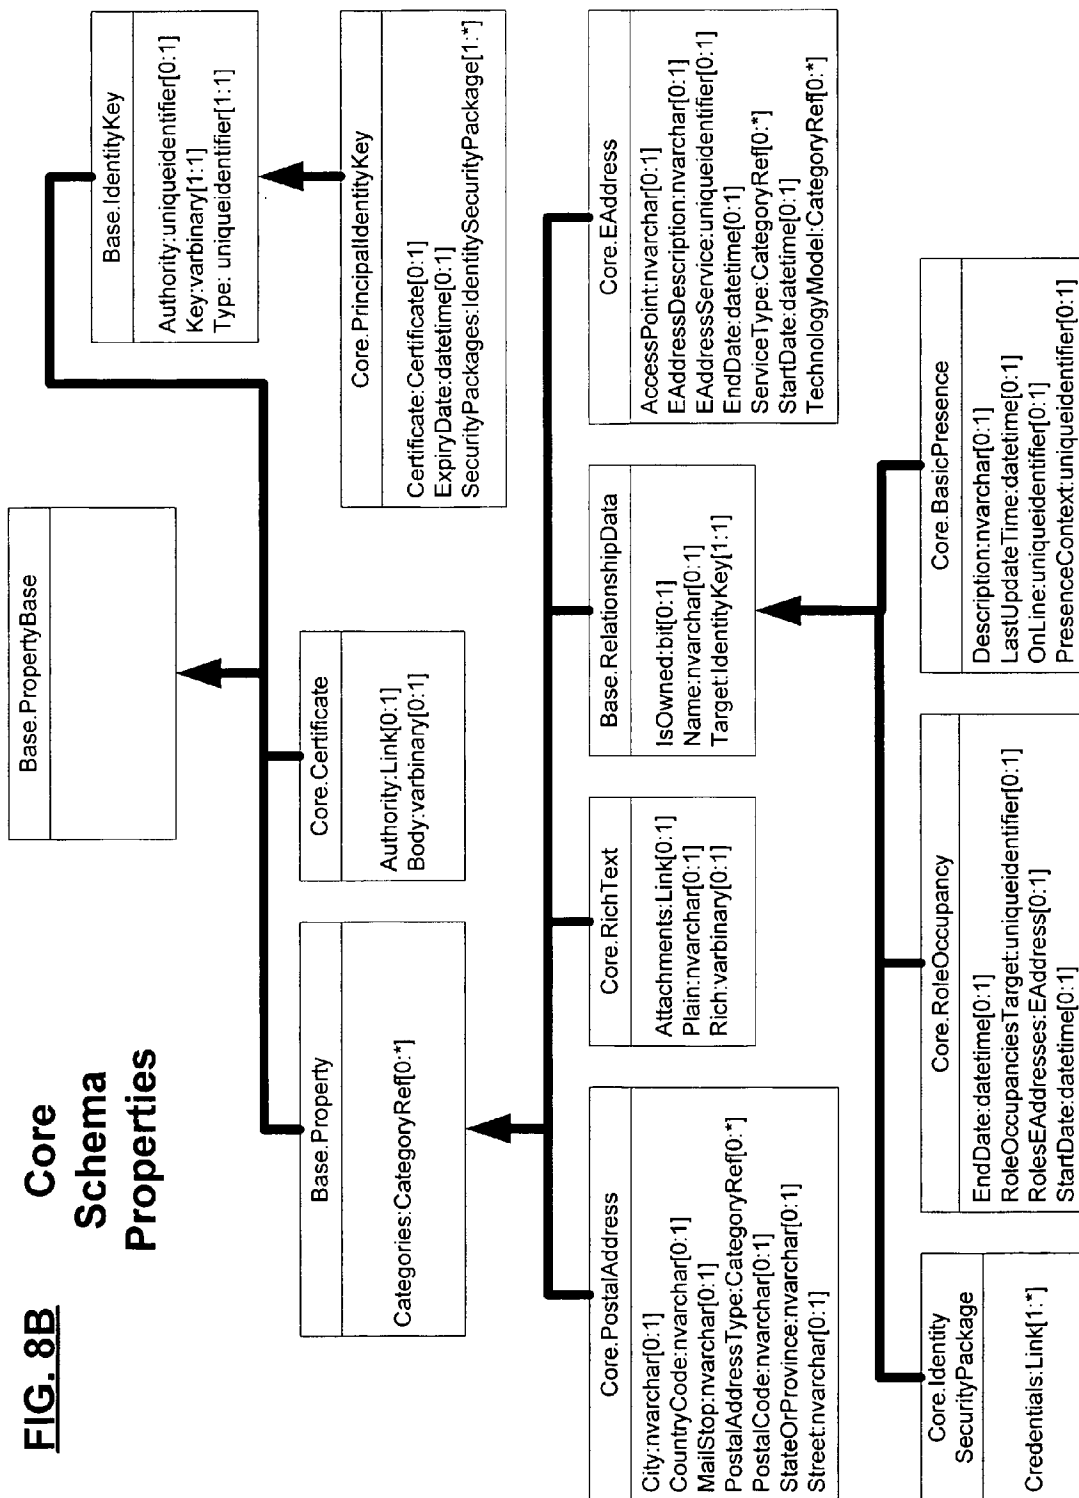 FIG. 8B Core
Schema
Properties
Base.PropertyBase
Base.Property
Categories:CategoryRef[0:*]
Core.Certificate
Authority:Link[0:1]
Body:varbinary[0:1]
Base.IdentityKey
Authority:uniqueidentifier[0:1]
Key:varbinary[1:1]
Type: uniqueidentifier[1:1]
Core.PrincipalIdentityKey
Certificate:Certificate[0:1]
ExpiryDate:datetime[0:1]
SecurityPackages:IdentitySecurityPackage[1:*]
Core.PostalAddress
City:nvarchar[0:1]
CountryCode:nvarchar[0:1]
MailStop:nvarchar[0:1]
PostalAddressType:CategoryRef[0:*]
PostalCode:nvarchar[0:1]
StateOrProvince:nvarchar[0:1]
Street:nvarchar[0:1]
Core.RichText
Attachments:Link[0:1]
Plain:nvarchar[0:1]
Rich:varbinary[0:1]
Base.RelationshipData
IsOwned:bit[0:1]
Name:nvarchar[0:1]
Target:IdentityKey[1:1]
Core.EAddress
AccessPoint:nvarchar[0:1]
EAddressDescription:nvarchar[0:1]
EAddressService:uniqueidentifier[0:1]
EndDate:datetime[0:1]
ServiceType:CategoryRef[0:*]
StartDate:datetime[0:1]
TechnologyModel:CategoryRef[0:*]
Core.Identity
SecurityPackage
Credentials:Link[1:*]
Core.RoleOccupancy
EndDate:datetime[0:1]
RoleOccupanciesTarget:uniqueidentifier[0:1]
RolesEAddresses:EAddress[0:1]
StartDate:datetime[0:1]
Core.BasicPresence
Description:nvarchar[0:1]
LastUpdateTime:datetime[0:1]
OnLine:uniqueidentifier[0:1]
PresenceContext:uniqueidentifier[0:1]